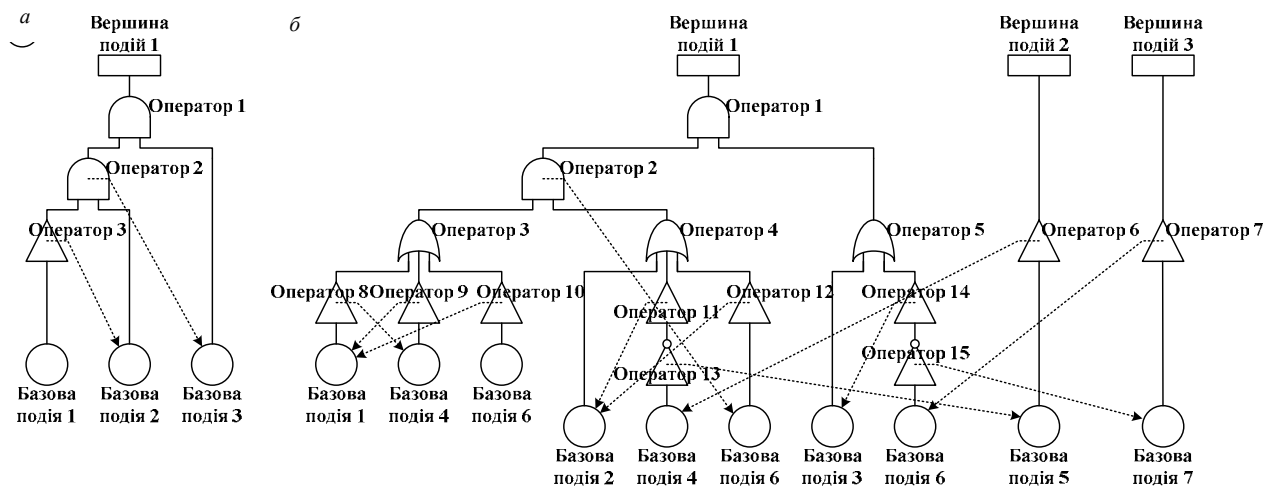 а
Вершина
подій 1
Оператор 1
Оператор 2
Оператор 3
Базова
подія 1
Базова
подія 2
Базова
подія 3
б
Вершина
подій 1
Вершина
подій 2
Вершина
подій 3
Оператор 1
Оператор 2
Оператор 3
Оператор 4
Оператор 5
Оператор 6
Оператор 7
Оператор 8
Оператор 9
Оператор 10
Оператор 11
Оператор 12
Оператор 14
Оператор 13
Оператор 15
Базова
подія 1
Базова
подія 4
Базова
подія 6
Базова
подія 2
Базова
подія 4
Базова
подія 6
Базова
подія 3
Базова
подія 6
Базова
подія 5
Базова
подія 7